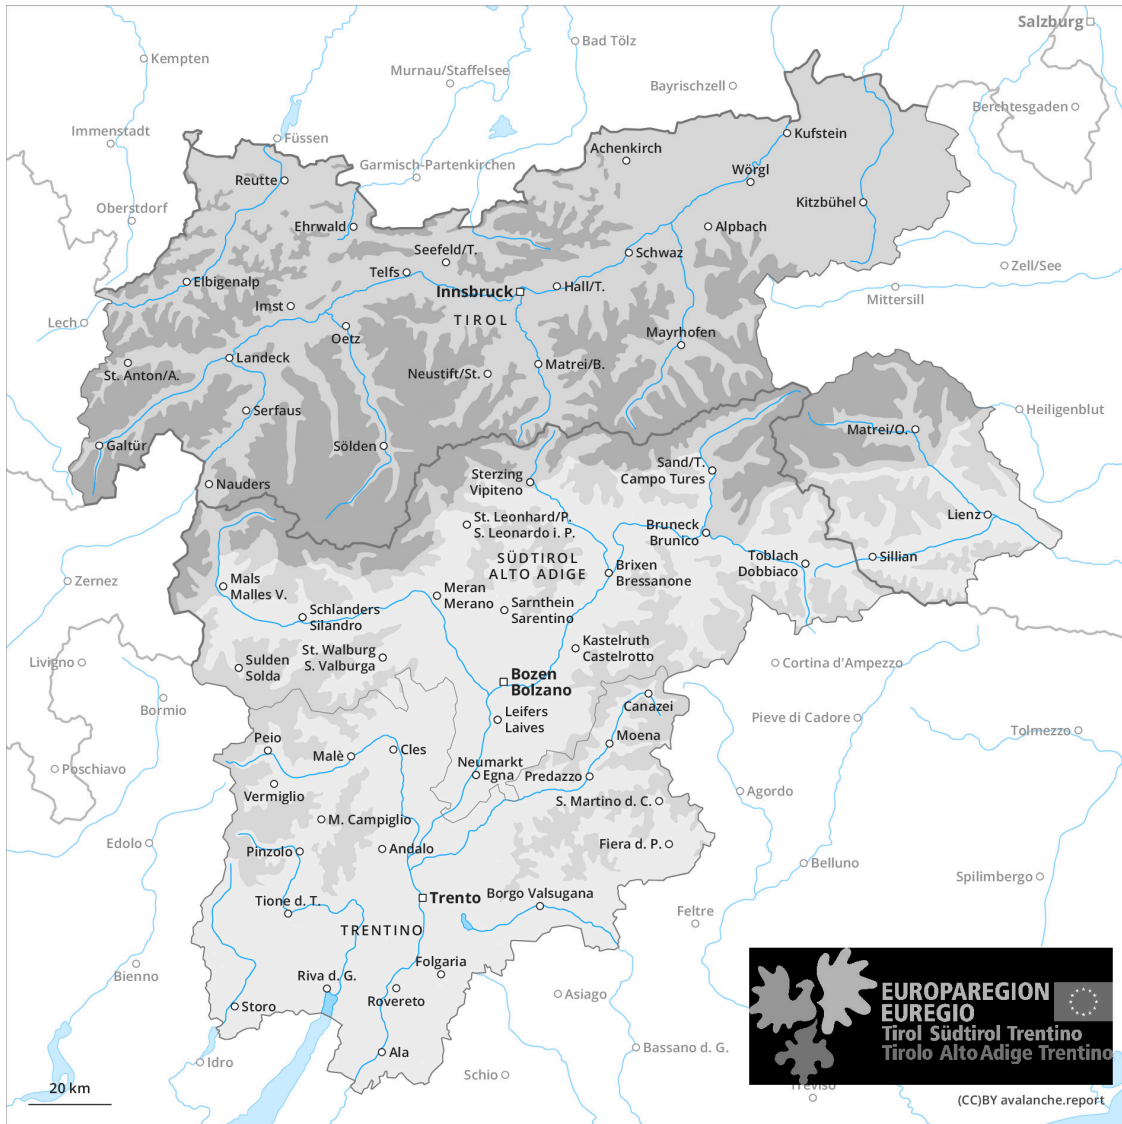 Salzburg
Bad Tölz
Kempten
Murnau/Staffelsee
Bayrischzell
Berchtesgaden
Immenstadt
Füssen
Kufstein
Achenkirch
Garmisch-Partenkirchen
Wörgl
Reutte
Oberstdorf
Kitzbühel
Ehrwald
Alpbach
Seefeld/T.
Schwaz
Telfs
Zell/See
Elbigenalp
Innsbruck
Hall/T.
Mittersill
Imst
TIROL
Lech
Oetz
Mayrhofen
Landeck
Matrei/B.
St. Anton/A.
Neustift/St.
Serfaus
Heiligenblut
Matrei/O.
Galtür
Sölden
Sand/T.
Campo Tures
Sterzing
Vipiteno
Nauders
St. Leonhard/P.
S. Leonardo i. P.
Lienz
Bruneck
Brunico
SÜDTIROL
ALTO ADIGE
Toblach
Dobbiaco
Sillian
Brixen
Bressanone
Zernez
Mals
Malles V.
Meran
Merano
Sarnthein
Sarentino
Schlanders
Silandro
Kastelruth
Castelrotto
St. Walburg
S. Valburga
Livigno
Sulden
Solda
Cortina d'Ampezzo
Bozen
Bolzano
Bormio
Canazei
Leifers
Laives
Pieve di Cadore
Tolmezzo
Peio
Moena
Malè
Cles
Neumarkt
Egna
Predazzo
Poschiavo
Vermiglio
Agordo
S. Martino d. C.
M. Campiglio
Edolo
Pinzolo
Andalo
Fiera d. P.
Belluno
Spilimbergo
Tione d. T.
Trento
Borgo Valsugana
Feltre
TRENTINO
Folgaria
Bienno
Riva d. G.
Storo
Rovereto
Asiago
EUROPAREGION
EUREGIO
Tirol Südtirol Trentino
Tirolo Alto Adige Trentino
Ala
Idro
Bassano d. G.
Schio
Treviso
20 km
(CC)BY avalanche.report